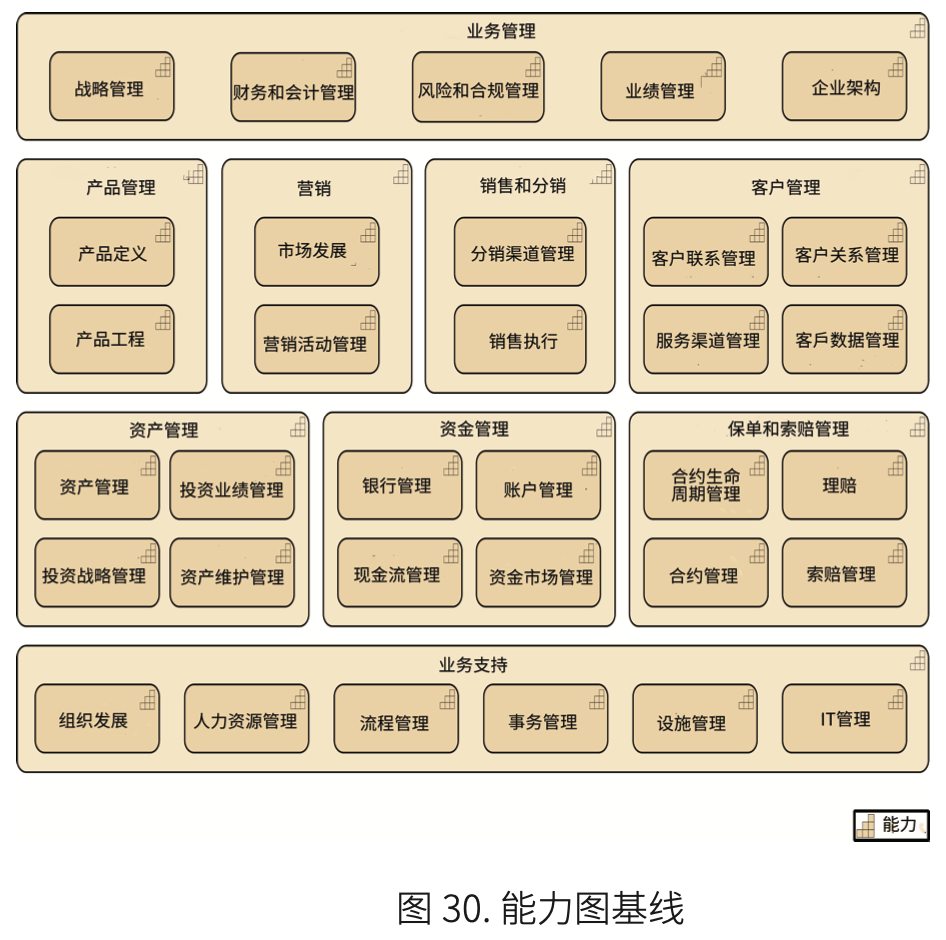 业务管理
战略管理
财务和会计管理
风险和合规管理
业绩管理
企业架构
产品管理
产品定义
产品工程
营销
市场发展
营销活动管理
销售和分销
分销渠道管理
销售执行
客户管理
客户联系管理
客户关系管理
服务渠道管理
客戶数据管理
资产管理
资产管理
投资业绩管理
投资战略管理
资产维护管理
资金管理
银行管理
账户管理
现金流管理
资金市场管理
保单和索赔管理
合约生命
周期管理
理赔
合约管理
索赔管理
业务支持
组织发展
人力资源管理
流程管理
事务管理
设施管理
IT管理
能力
图 30. 能力图基线